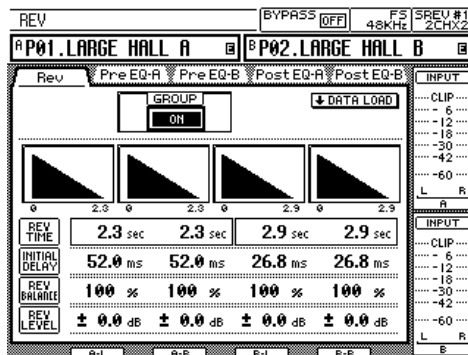 REV BYPASS OFF FS 48KHz SREV #1 2CHX2
A P01.LARGE HALL A E B P02.LARGE HALL B E
Rev Pre EQ-A Pre EQ-B Post EQ-A Post EQ-B INPUT
GROUP
ON
DATA LOAD
CLIP
- 6
-12
-18
-30
-42
-60
L R
A
0 2.3 0 2.3 0 2.9 0 2.9
REV TIME 2.3 sec 2.3 sec 2.9 sec 2.9 sec
INITIAL DELAY 52.0 ms 52.0 ms 26.8 ms 26.8 ms
REV BALANCE 100 % 100 % 100 % 100 %
REV LEVEL ± 0.0 dB ± 0.0 dB ± 0.0 dB ± 0.0 dB
INPUT
CLIP
- 6
-12
-18
-30
-42
-60
L R
B
A-L A-R B-L B-R